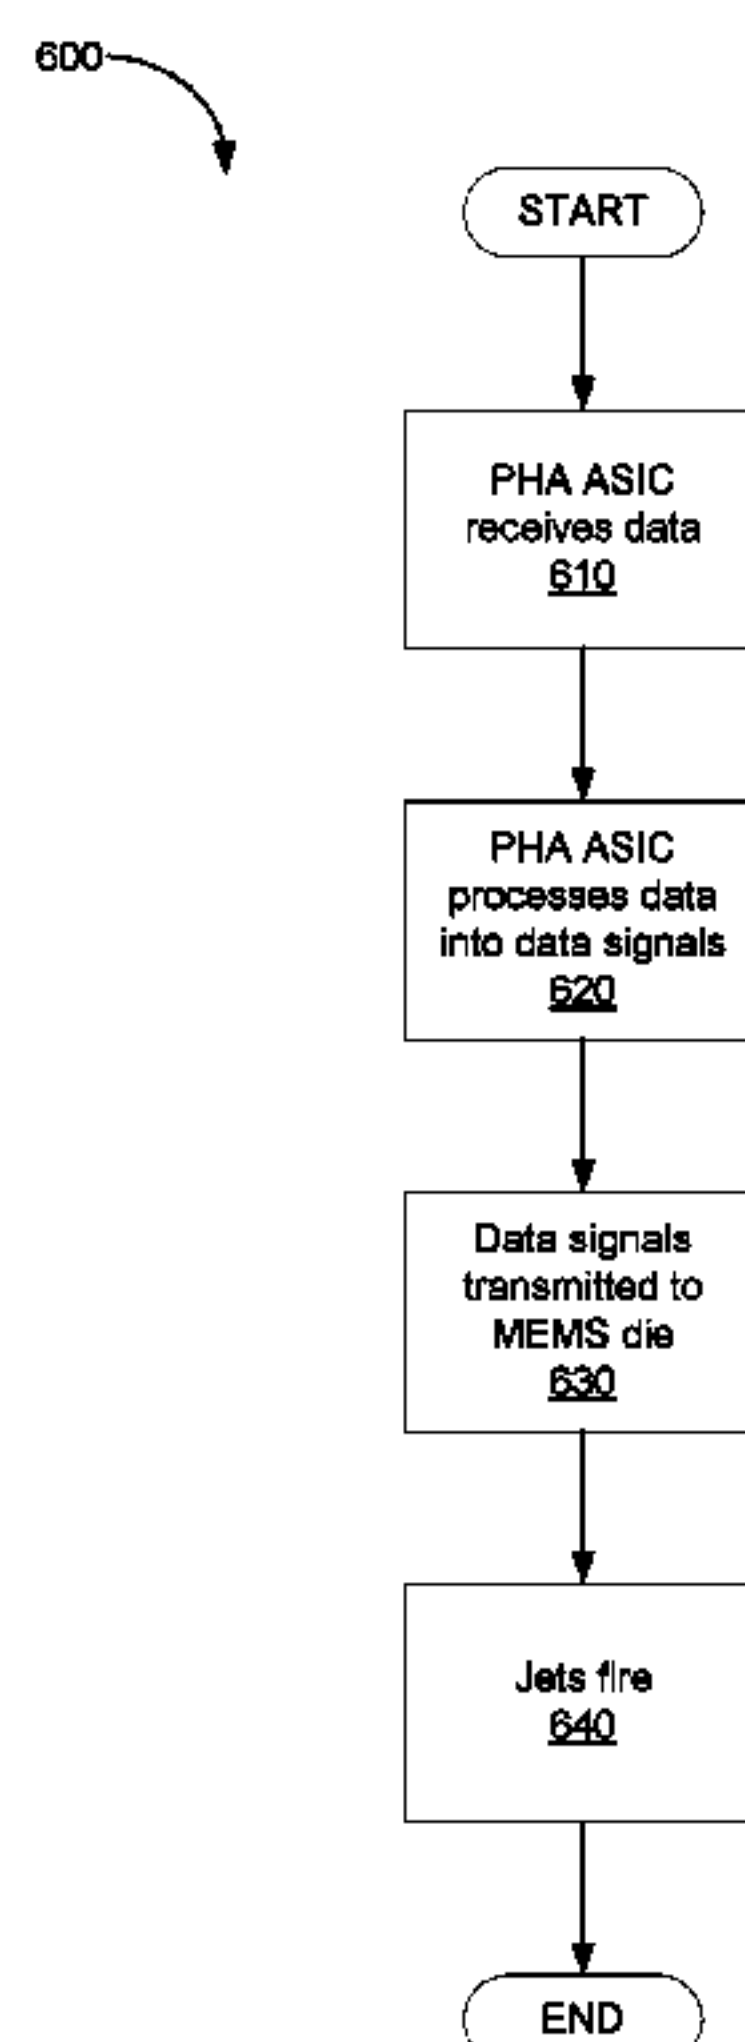 600
START
PHA ASIC
receives data
610
PHA ASIC
processes data
into data signals
620
Data signals
transmitted to
MEMS die
630
Jets fire
640
END